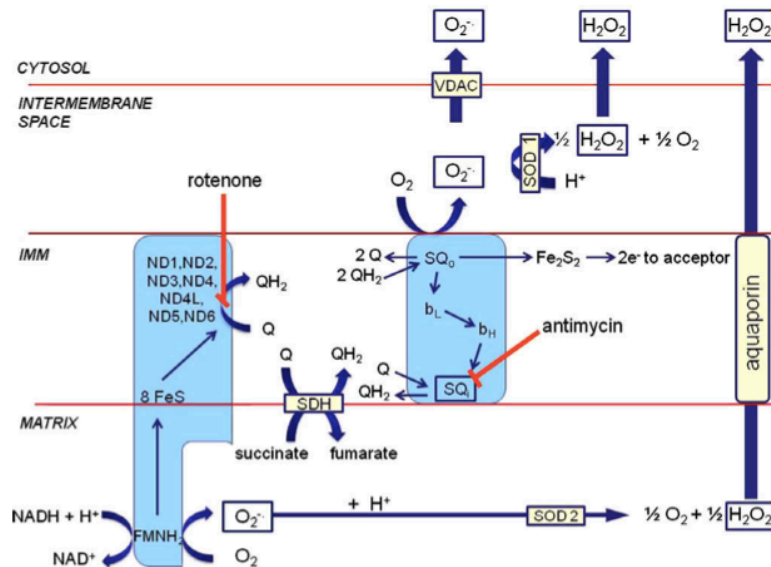 O₂⁻·
H₂O₂
H₂O₂
CYTOSOL
VDAC
INTERMEMBRANE
SPACE
SOD 1
½ H₂O₂ + ½ O₂
H⁺
rotenone
O₂
O₂⁻·
IMM
ND1,ND2,
ND3,ND4,
ND4L,
ND5,ND6
QH₂
Q
2 Q
2 QH₂
SQₒ
Fe₂S₂
2e⁻ to acceptor
b_L
b_H
antimycin
aquaporin
Q
QH₂
Q
QH₂
SQᵢ
8 FeS
SDH
MATRIX
succinate
fumarate
NADH + H⁺
NAD⁺
FMNH₂
O₂⁻·
O₂
+ H⁺
SOD 2
½ O₂ + ½ H₂O₂